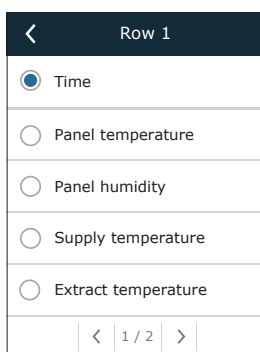 Row 1
Time
Panel temperature
Panel humidity
Supply temperature
Extract temperature
1 / 2